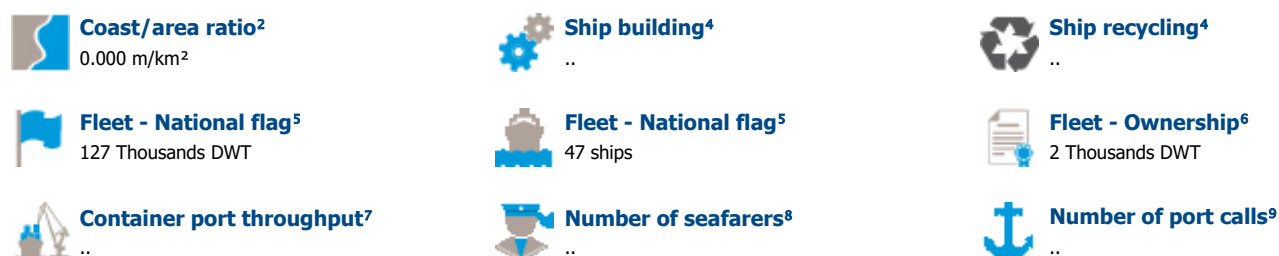 Coast/area ratio²
0.000 m/km²
Ship building⁴
..
Ship recycling⁴
..
Fleet - National flag⁵
127 Thousands DWT
Fleet - National flag⁵
47 ships
Fleet - Ownership⁶
2 Thousands DWT
Container port throughput⁷
..
Number of seafarers⁸
..
Number of port calls⁹
..